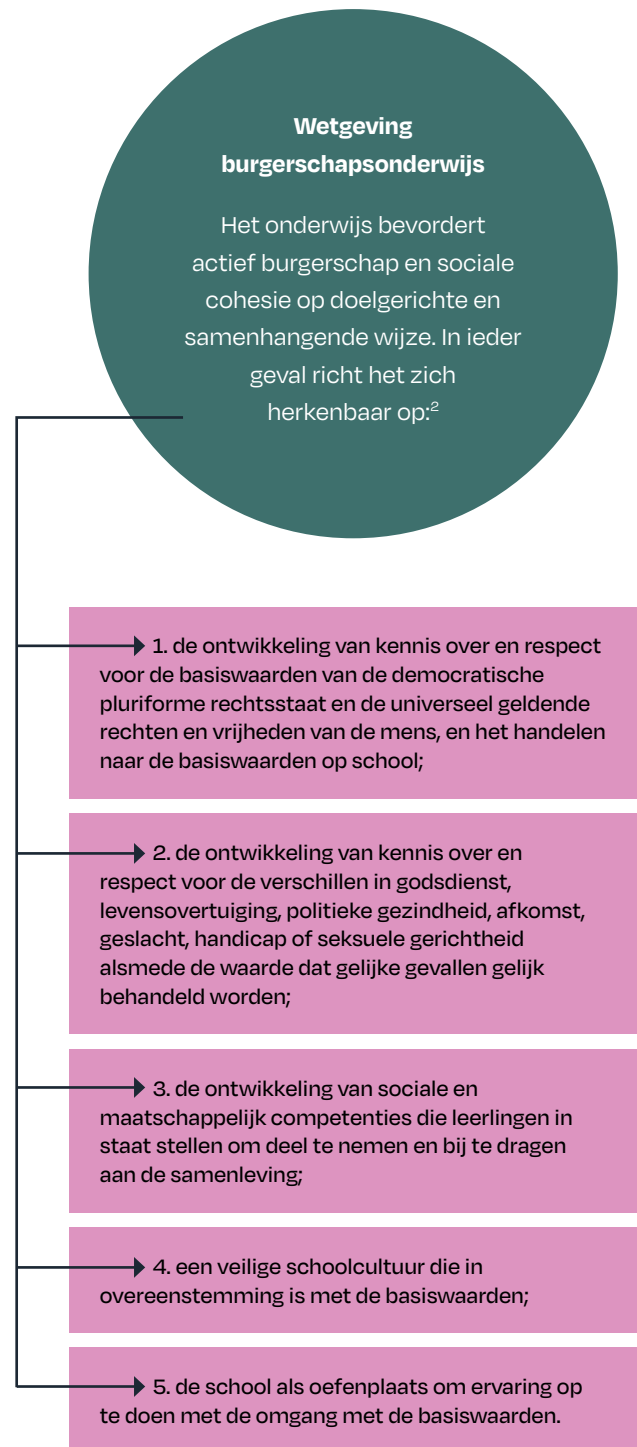 Wetgeving
burgerschapsonderwijs
Het onderwijs bevordert
actief burgerschap en sociale
cohesie op doelgerichte en
samenhangende wijze. In ieder
geval richt het zich
herkenbaar op:²
1. de ontwikkeling van kennis over en respect
voor de basiswaarden van de democratische
pluriforme rechtsstaat en de universeel geldende
rechten en vrijheden van de mens, en het handelen
naar de basiswaarden op school;
2. de ontwikkeling van kennis over en
respect voor de verschillen in godsdienst,
levensovertuiging, politieke gezindheid, afkomst,
geslacht, handicap of seksuele gerichtheid
alsmede de waarde dat gelijke gevallen gelijk
behandeld worden;
3. de ontwikkeling van sociale en
maatschappelijk competenties die leerlingen in
staat stellen om deel te nemen en bij te dragen
aan de samenleving;
4. een veilige schoolcultuur die in
overeenstemming is met de basiswaarden;
5. de school als oefenplaats om ervaring op
te doen met de omgang met de basiswaarden.